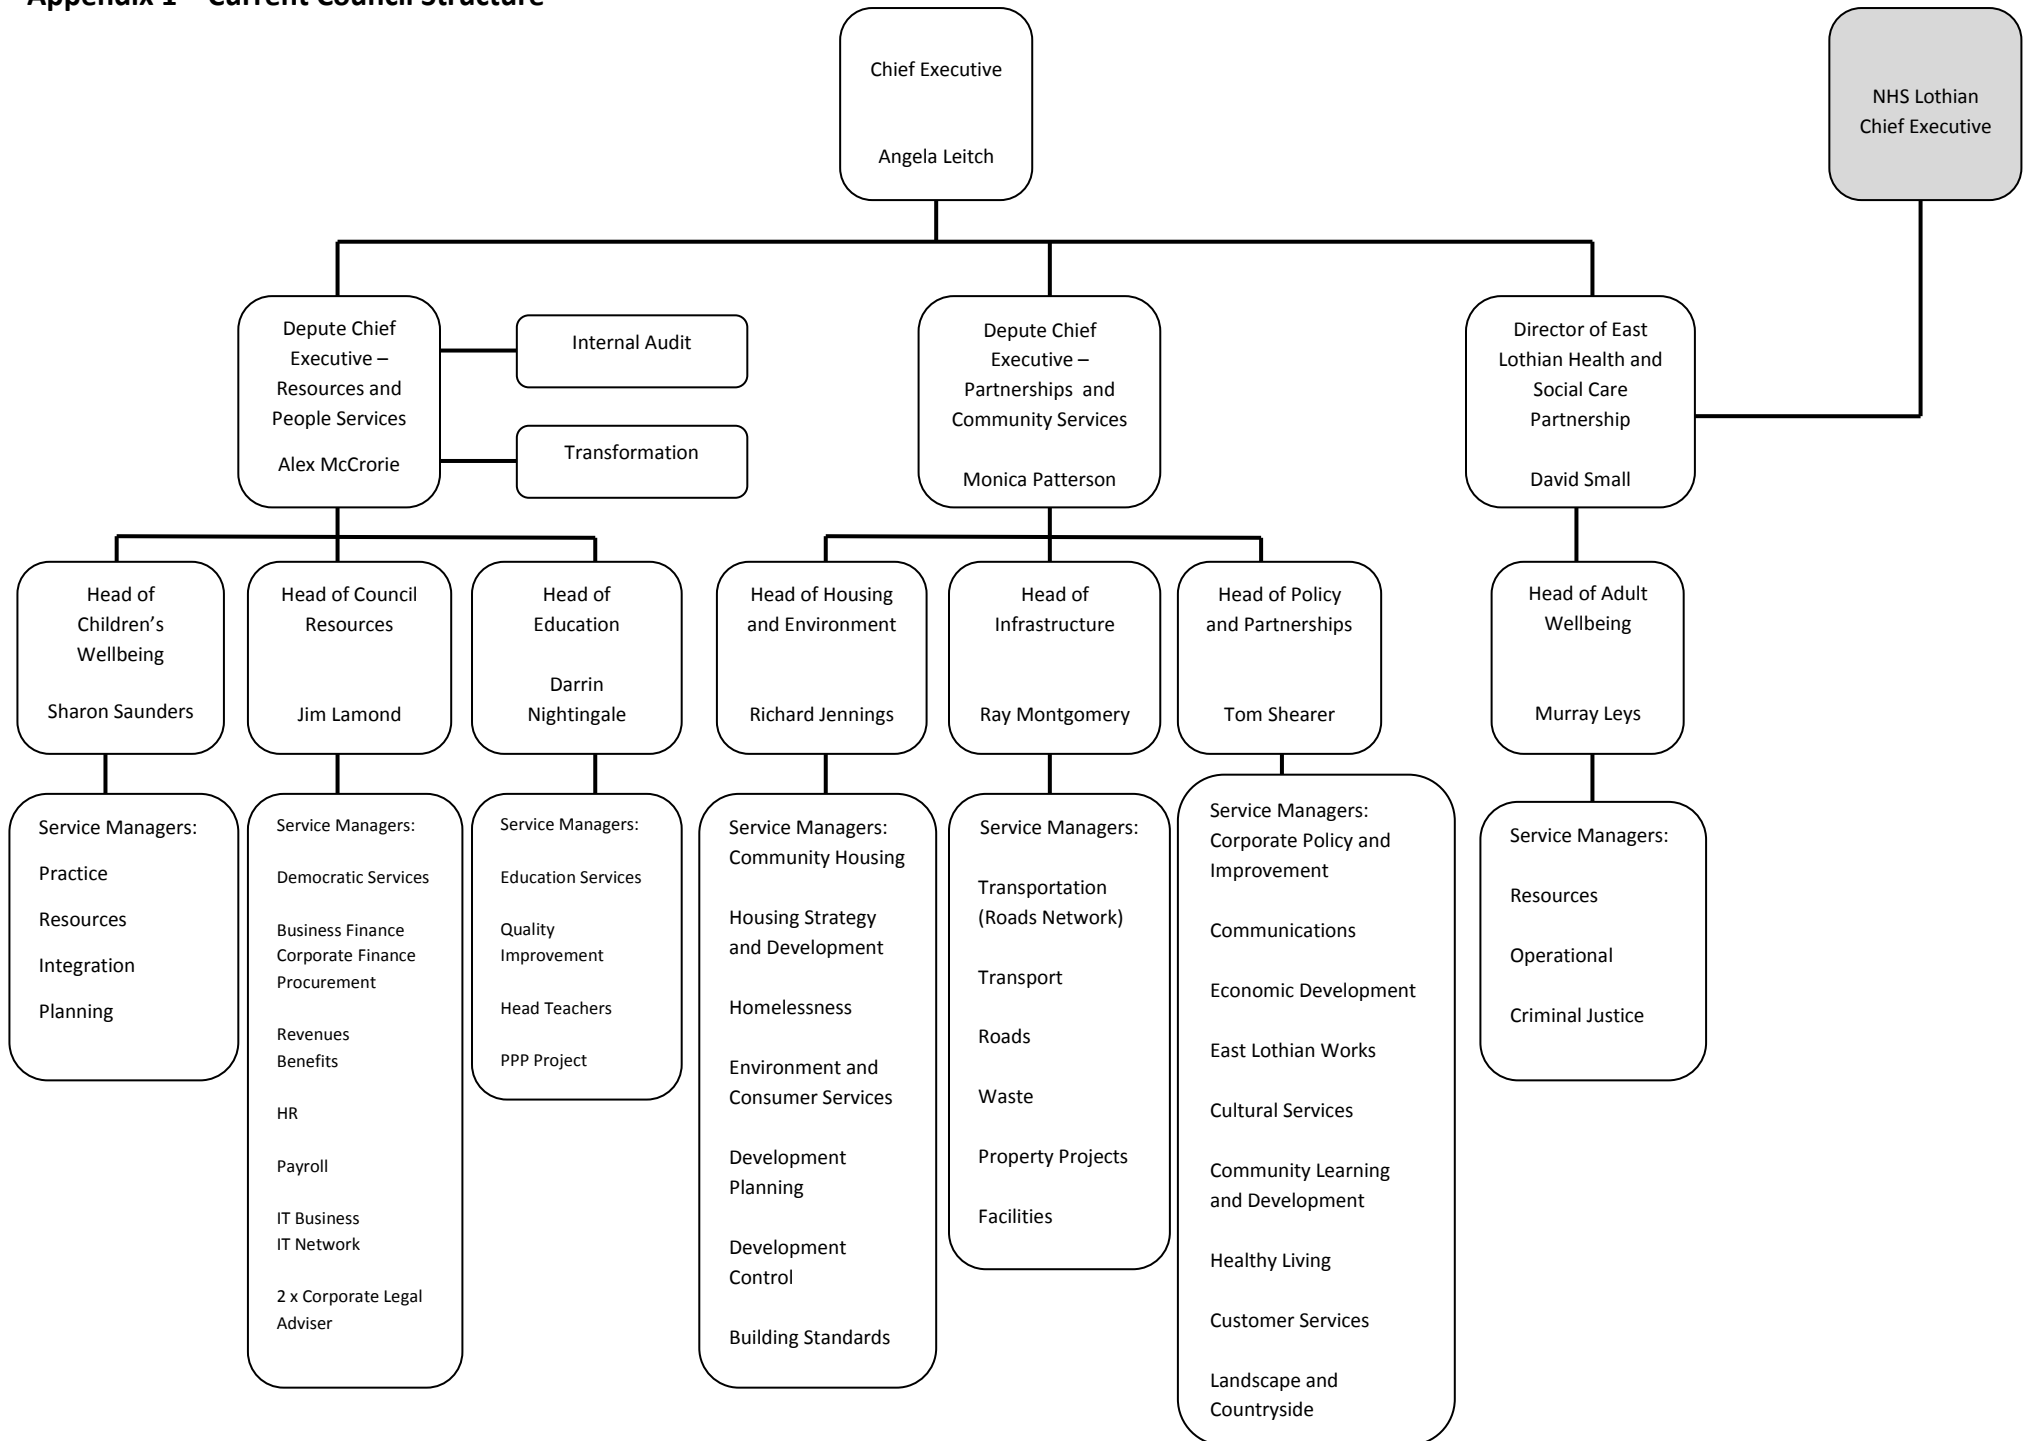 Appendix 1 – Current Council Structure
Chief Executive
Angela Leitch
NHS Lothian
Chief Executive
Depute Chief
Executive –
Resources and
People Services
Alex McCrorie
Internal Audit
Transformation
Depute Chief
Executive –
Partnerships and
Community Services
Monica Patterson
Director of East
Lothian Health and
Social Care
Partnership
David Small
Head of
Children’s
Wellbeing
Sharon Saunders
Head of Council
Resources
Jim Lamond
Head of
Education
Darrin
Nightingale
Head of Housing
and Environment
Richard Jennings
Head of
Infrastructure
Ray Montgomery
Head of Policy
and Partnerships
Tom Shearer
Head of Adult
Wellbeing
Murray Leys
Service Managers:
Practice
Resources
Integration
Planning
Service Managers:
Democratic Services
Business Finance
Corporate Finance
Procurement
Revenues
Benefits
HR
Payroll
IT Business
IT Network
2 x Corporate Legal
Adviser
Service Managers:
Education Services
Quality
Improvement
Head Teachers
PPP Project
Service Managers:
Community Housing
Housing Strategy
and Development
Homelessness
Environment and
Consumer Services
Development
Planning
Development
Control
Building Standards
Service Managers:
Transportation
(Roads Network)
Transport
Roads
Waste
Property Projects
Facilities
Service Managers:
Corporate Policy and
Improvement
Communications
Economic Development
East Lothian Works
Cultural Services
Community Learning
and Development
Healthy Living
Customer Services
Landscape and
Countryside
Service Managers:
Resources
Operational
Criminal Justice